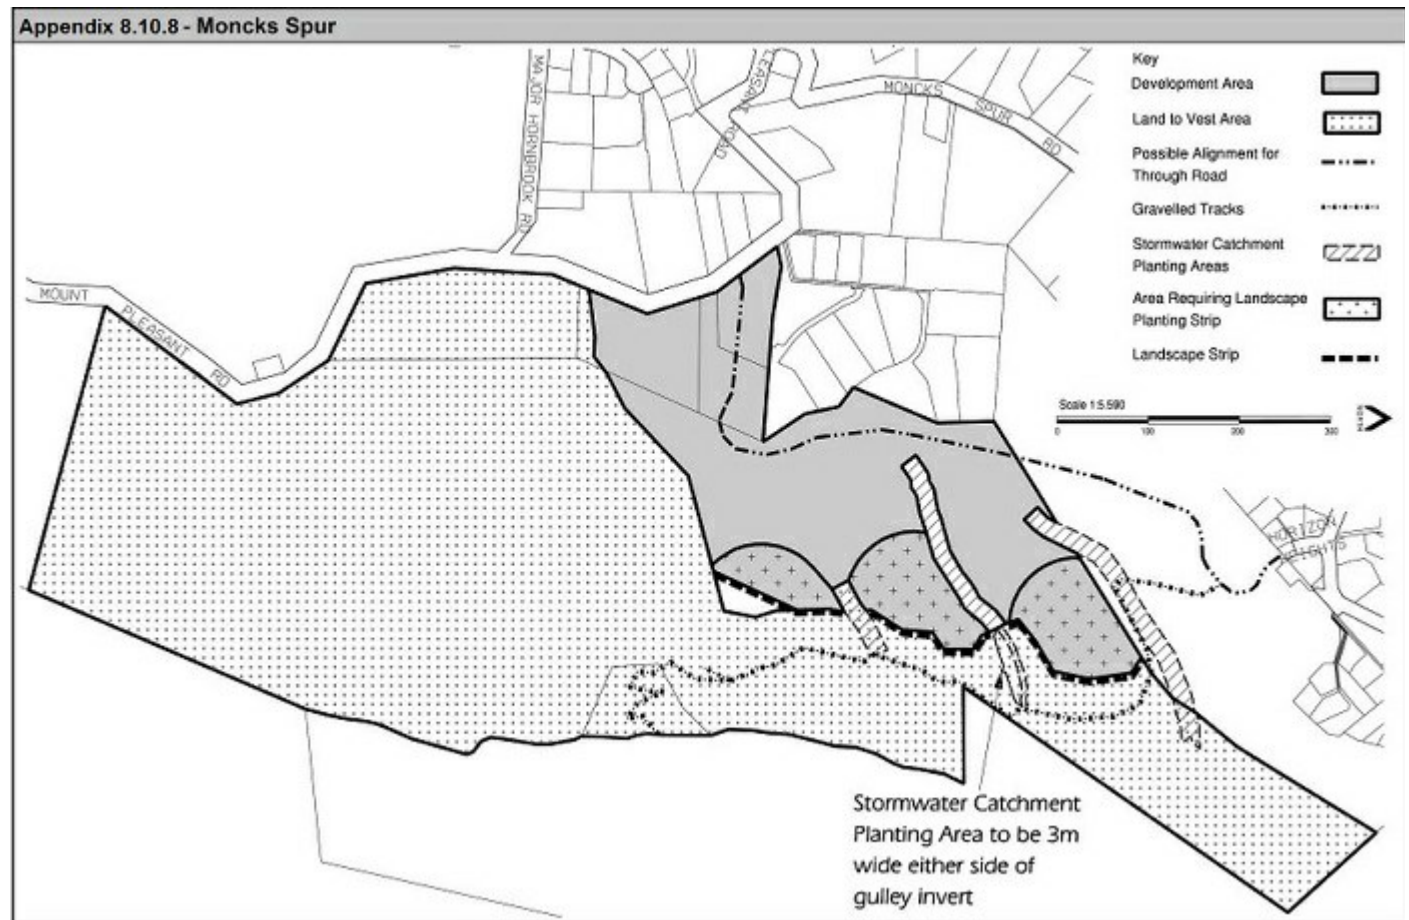 Appendix 8.10.8 - Moncks Spur
MAJOR HORNBROOK RD
PLEASANT ROAD
MONCKS SPUR RD
MOUNT PLEASANT RD
Key
Development Area
Land to Vest Area
Possible Alignment for
Through Road
Gravelled Tracks
Stormwater Catchment
Planting Areas
Area Requiring Landscape
Planting Strip
Landscape Strip
Scale 1:5,590
0 100 200 300
NORTH
Stormwater Catchment
Planting Area to be 3m
wide either side of
gulley invert